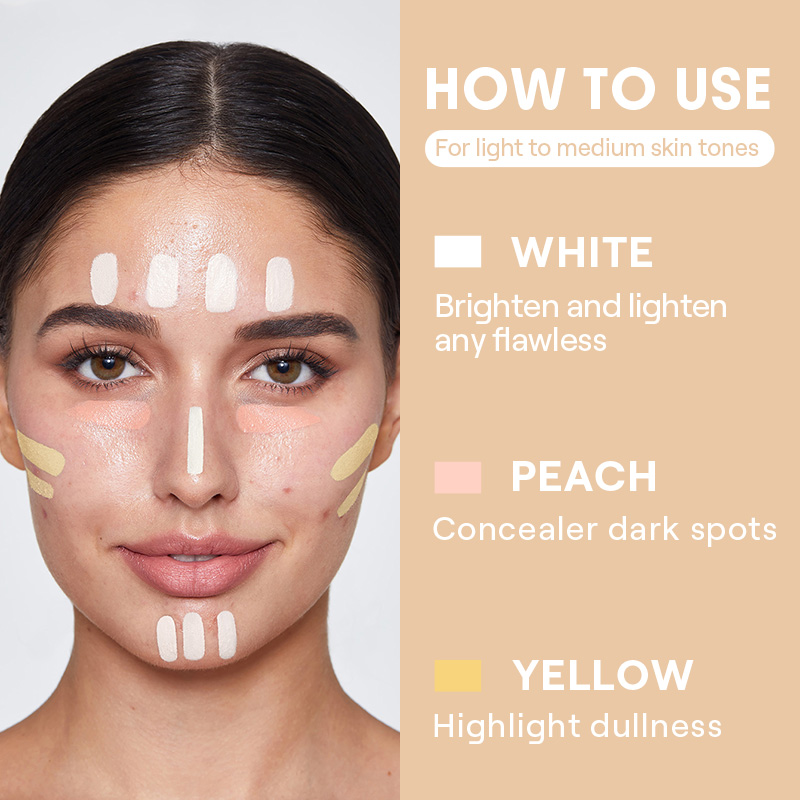 HOW TO USE
For light to medium skin tones
WHITE
Brighten and lighten
any flawless
PEACH
Concealer dark spots
YELLOW
Highlight dullness